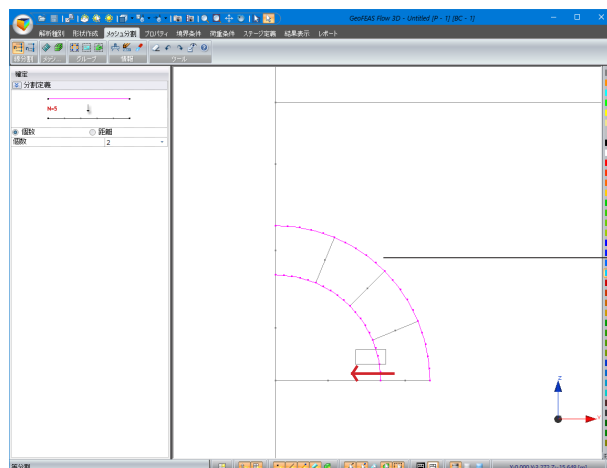 GeoFEAS Flow 3D - Untitled [P - 1] [BC - 1]
解析種別 形状作成 メッシュ分割 プロパティ 境界条件 荷重条件 ステージ定義 結果表示 レポート
線分割 メッシュ... グループ 情報 ツール
確定
分割定義
N=5
個数 距離
個数 2
Z
Y
等分割